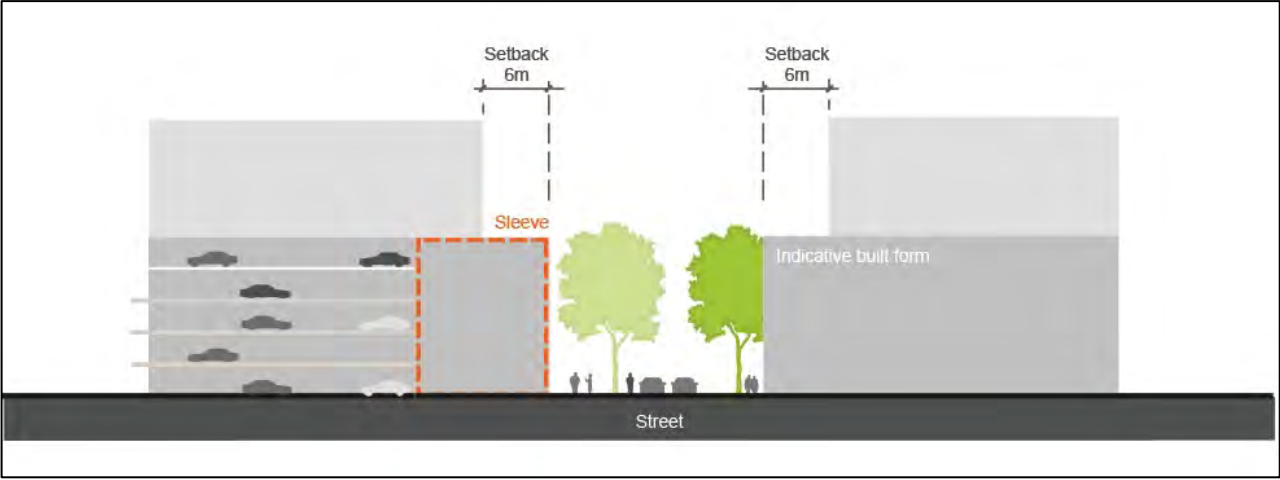 Setback
6m
Setback
6m
Sleeve
Indicative built form
Street